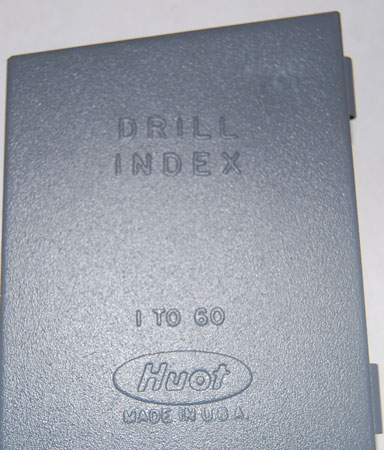 DRILL
INDEX
1 TO 60
Huot
MADE IN U.S.A.